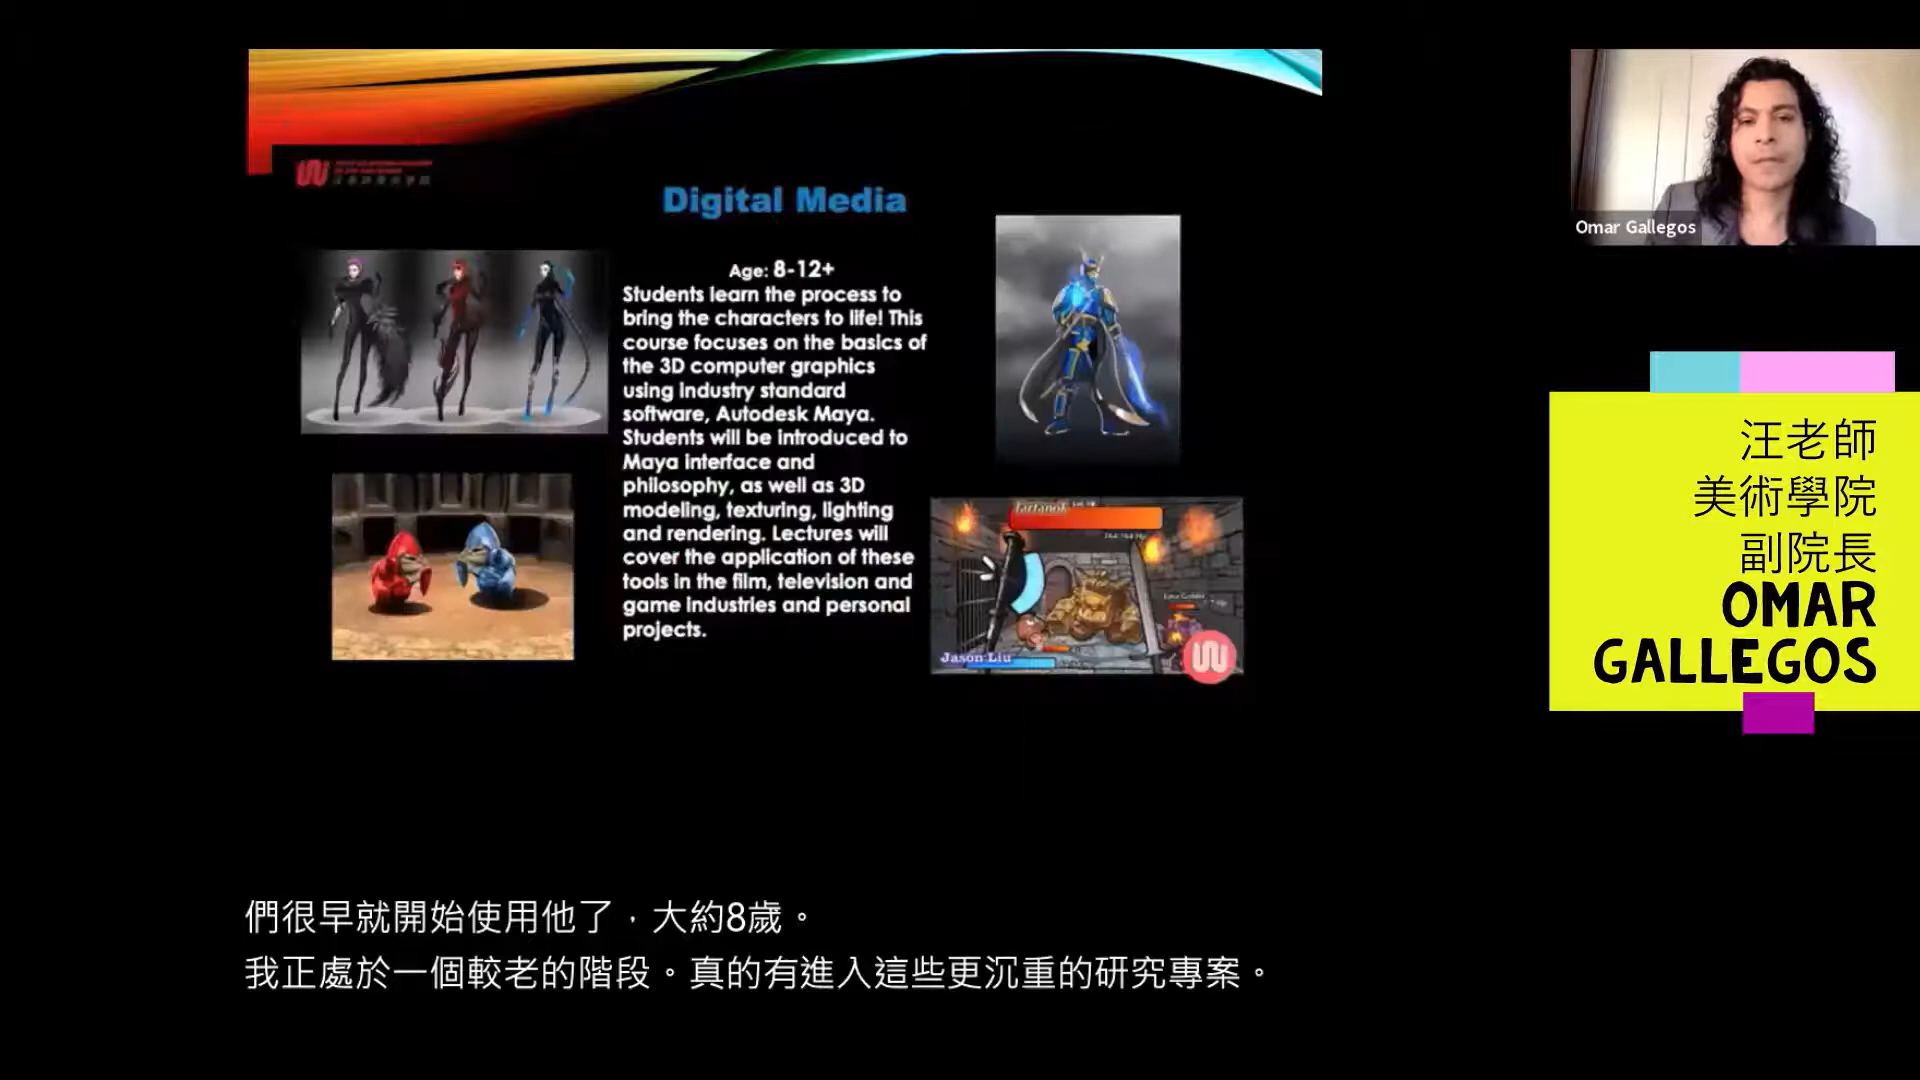 Digital Media
Age: 8-12+
Students learn the process to
bring the characters to life! This
course focuses on the basics of
the 3D computer graphics
using industry standard
software, Autodesk Maya.
Students will be introduced to
Maya interface and
philosophy, as well as 3D
modeling, texturing, lighting
and rendering. Lectures will
cover the application of these
tools in the film, television and
game industries and personal
projects.
Jason Liu
Omar Gallegos
汪老師
美術學院
副院長
OMAR
GALLEGOS
們很早就開始使用他了，大約8歲。
我正處於一個較老的階段。真的有進入這些更沉重的研究專案。